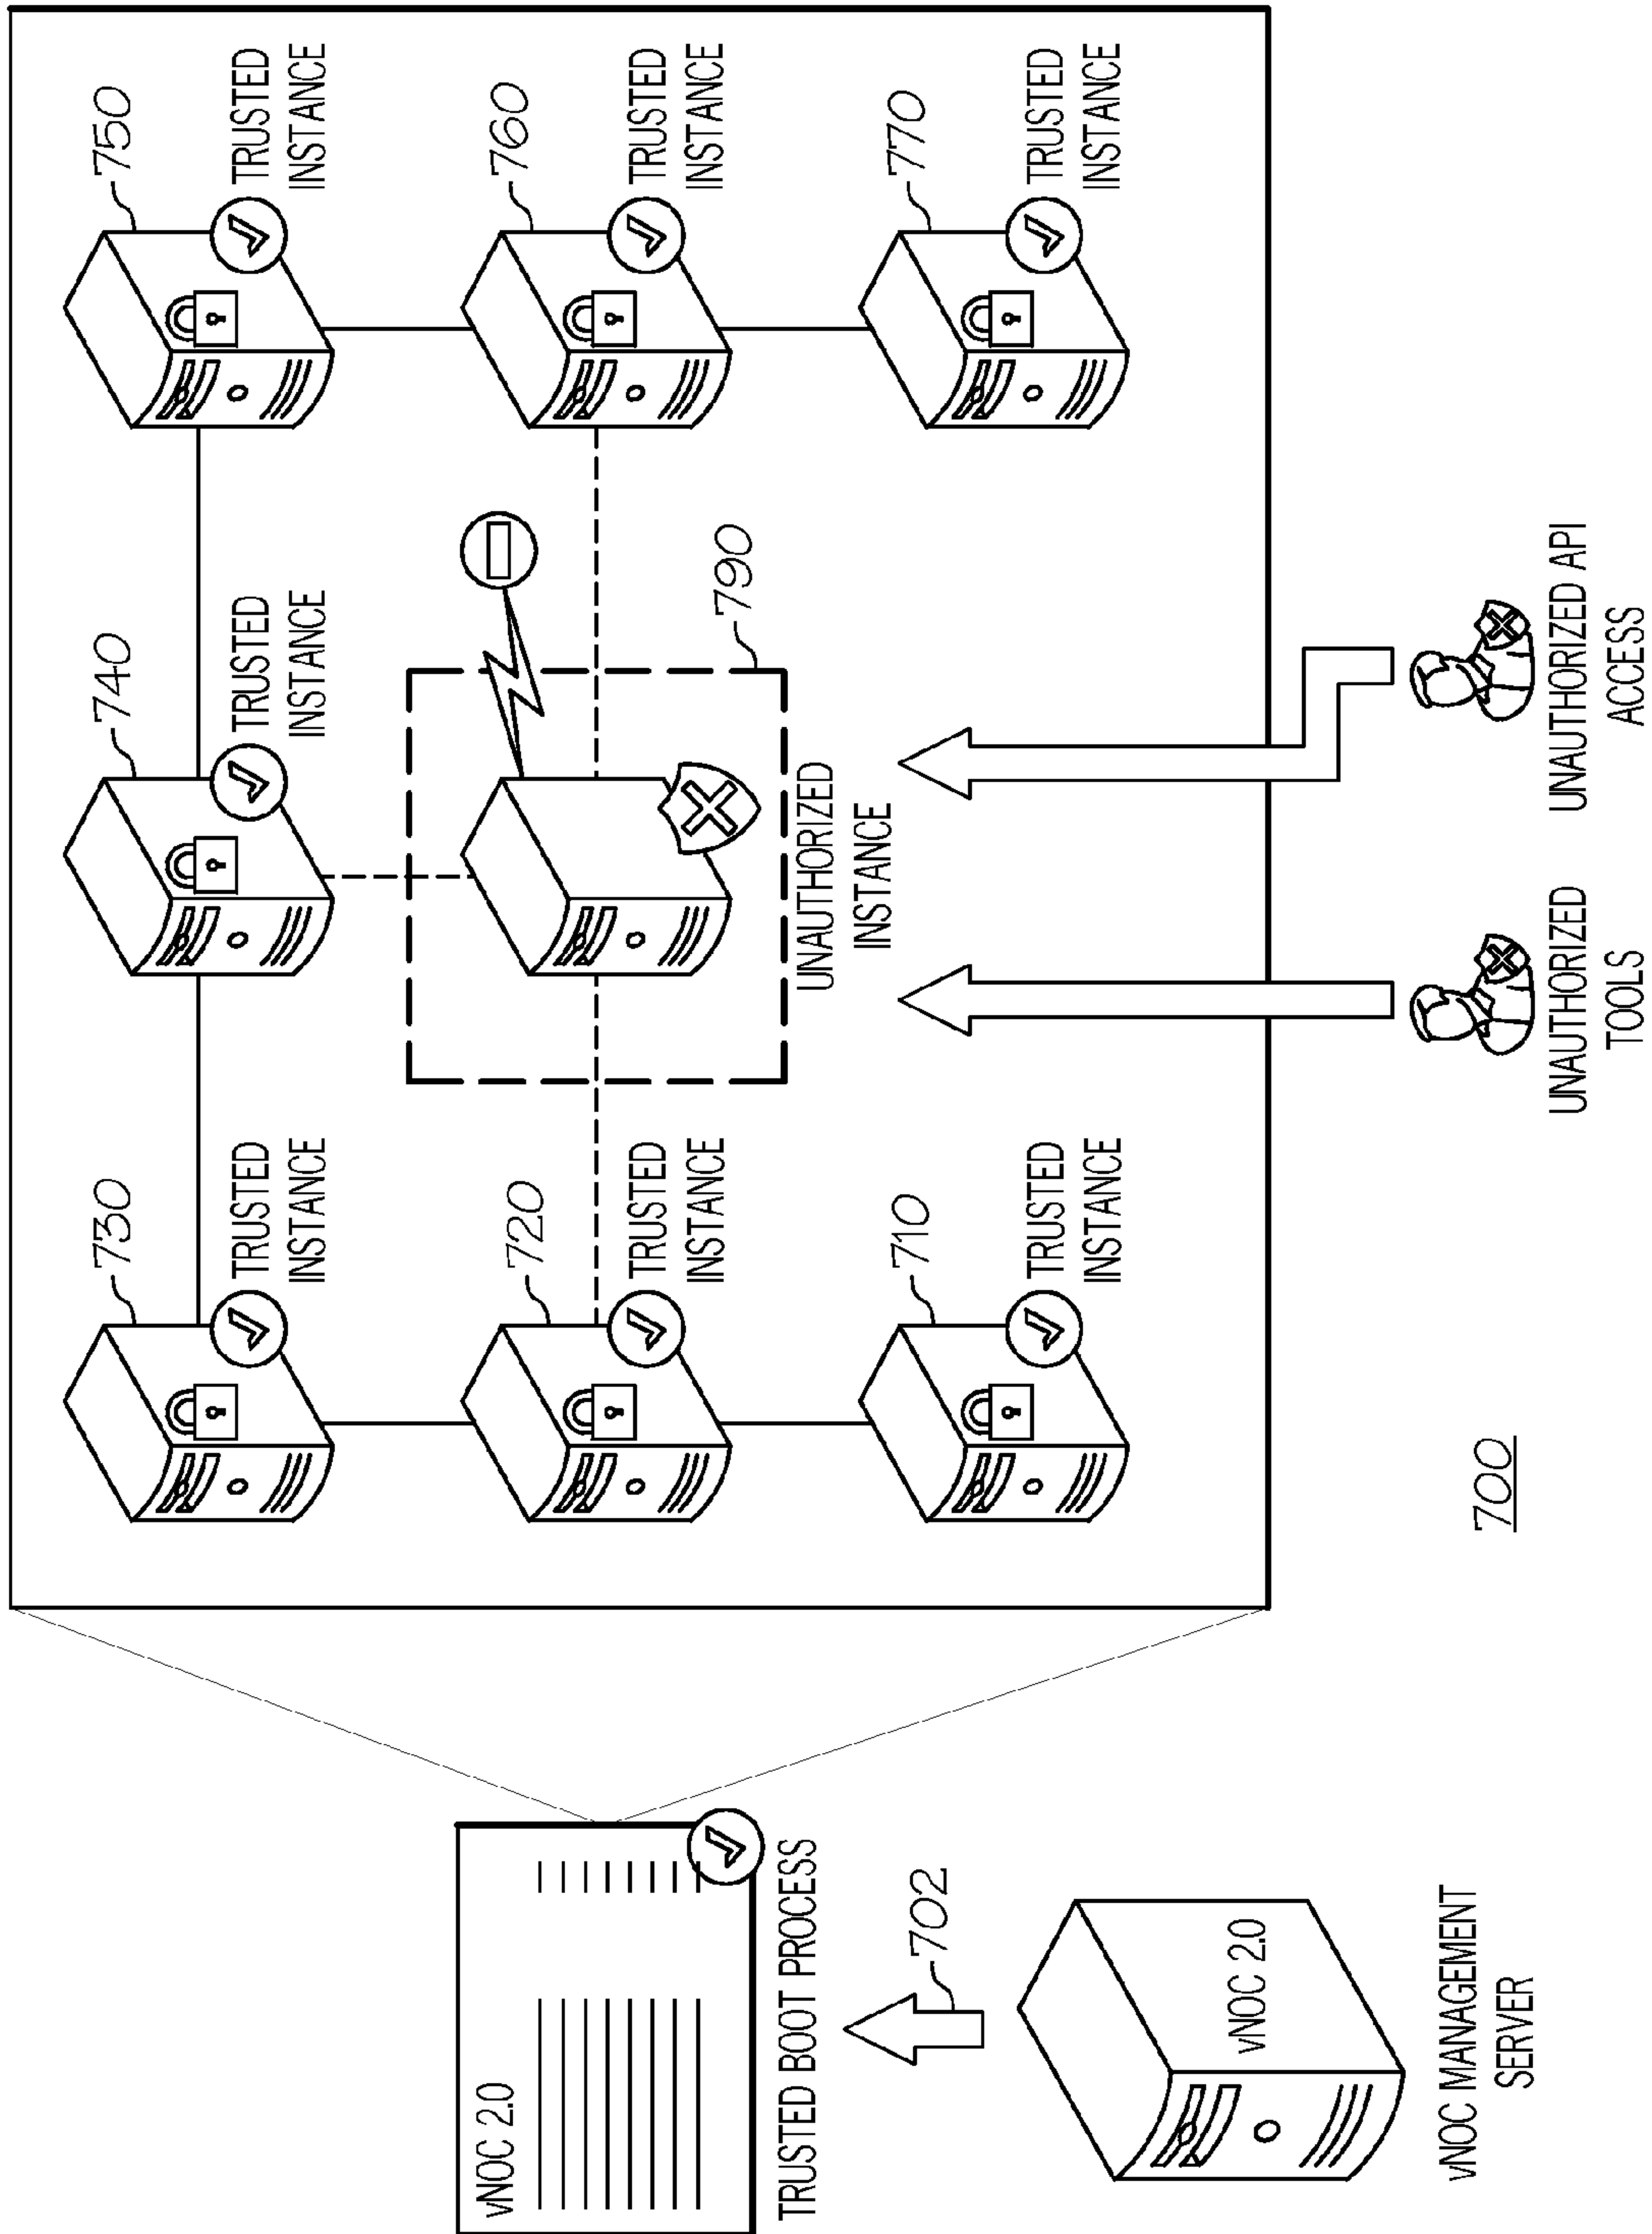 vNOC 2.0
TRUSTED BOOT PROCESS
702
vNOC 2.0
vNOC MANAGEMENT
SERVER
730
TRUSTED
INSTANCE
740
TRUSTED
INSTANCE
750
TRUSTED
INSTANCE
720
TRUSTED
INSTANCE
790
UNAUTHORIZED
INSTANCE
760
TRUSTED
INSTANCE
710
TRUSTED
INSTANCE
770
TRUSTED
INSTANCE
700
UNAUTHORIZED
TOOLS
UNAUTHORIZED API
ACCESS